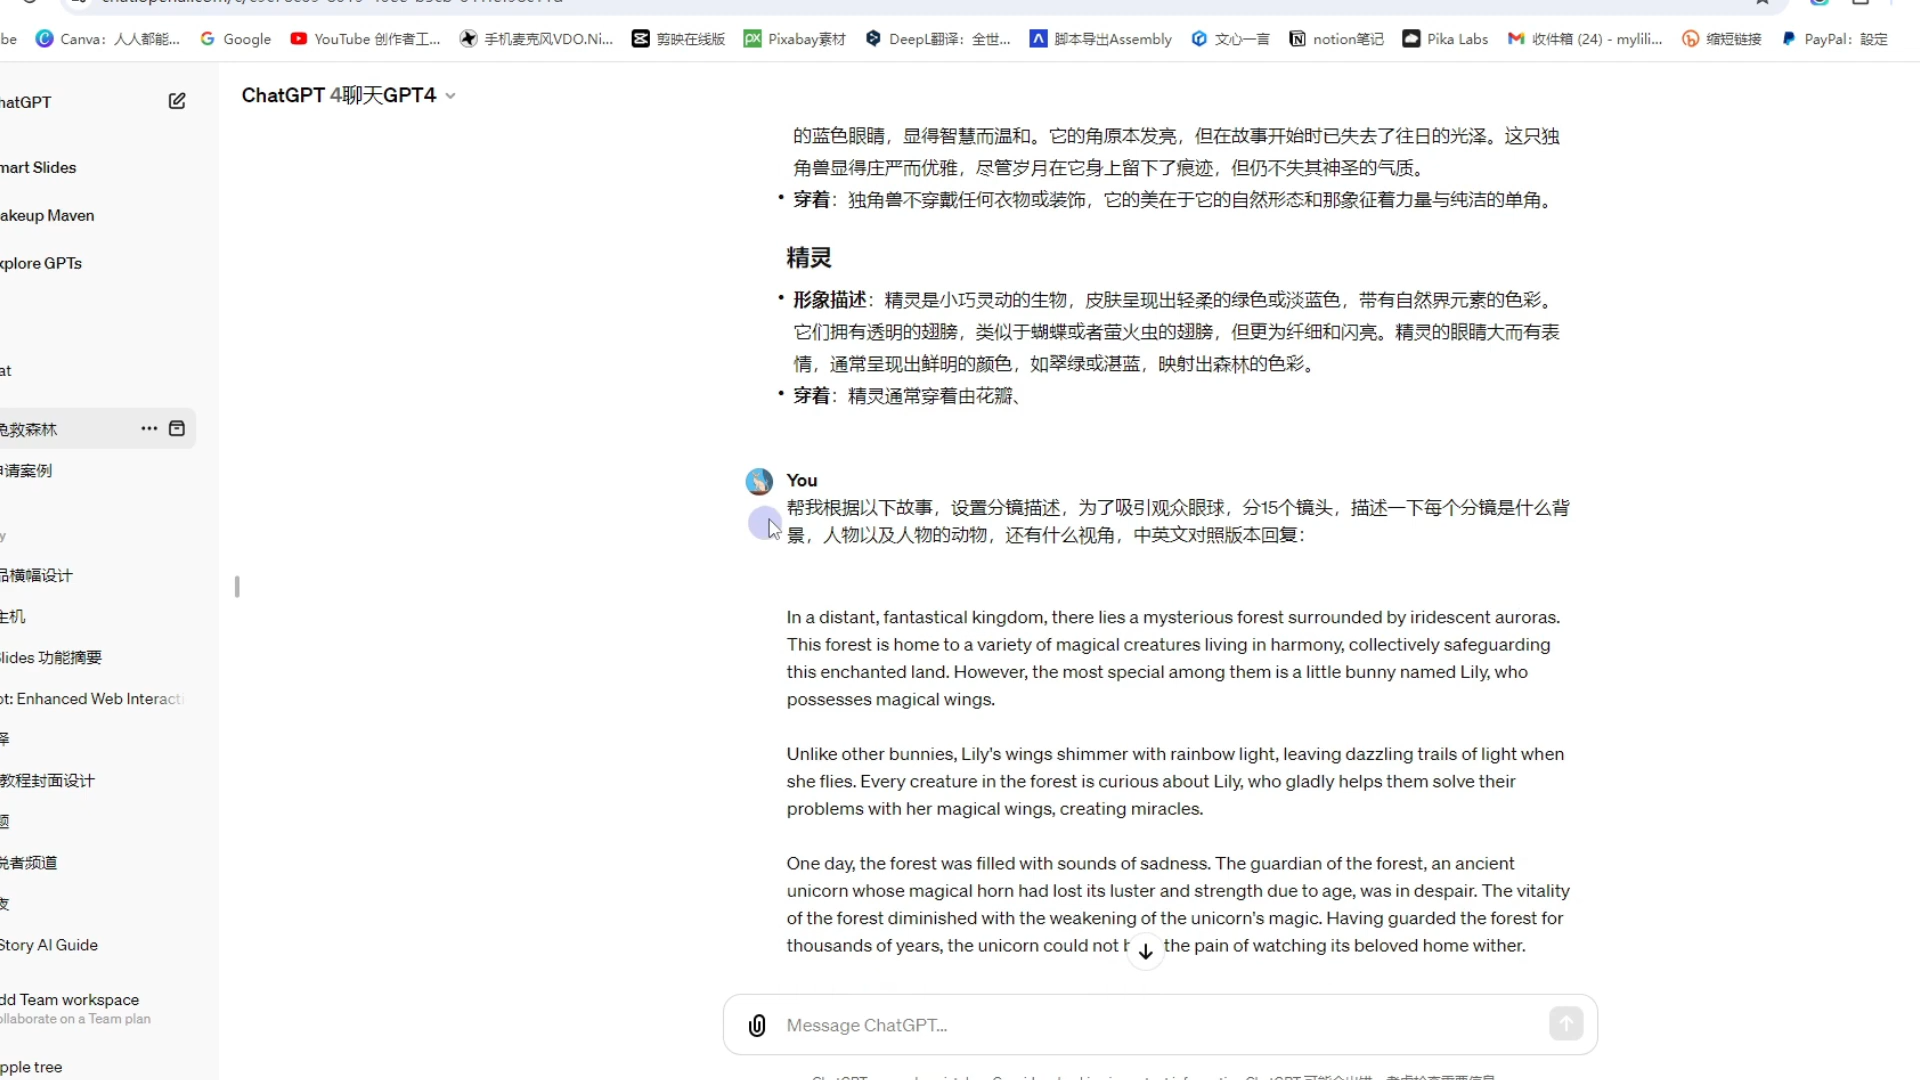 be Canva：人人都能... Google YouTube 创作者工... 手机麦克风VDO.Ni... 剪映在线版 Pixabay素材 DeepL翻译：全世... 脚本导出Assembly 文心一言 notion笔记 Pika Labs 收件箱 (24) - mylili... 缩短链接 PayPal：設定
hatGPT
mart Slides
akeup Maven
xplore GPTs
at
兔救森林
申请案例
y
品横幅设计
主机
lides 功能摘要
ot: Enhanced Web Interacti
译
教程封面设计
题
说者频道
夜
Story AI Guide
dd Team workspace
ollaborate on a Team plan
pple tree
ChatGPT 4聊天GPT4
的蓝色眼睛，显得智慧而温和。它的角原本发亮，但在故事开始时已失去了往日的光泽。这只独
角兽显得庄严而优雅，尽管岁月在它身上留下了痕迹，但仍不失其神圣的气质。
• 穿着：独角兽不穿戴任何衣物或装饰，它的美在于它的自然形态和那象征着力量与纯洁的单角。
精灵
• 形象描述：精灵是小巧灵动的生物，皮肤呈现出轻柔的绿色或淡蓝色，带有自然界元素的色彩。
它们拥有透明的翅膀，类似于蝴蝶或者萤火虫的翅膀，但更为纤细和闪亮。精灵的眼睛大而有表
情，通常呈现出鲜明的颜色，如翠绿或湛蓝，映射出森林的色彩。
• 穿着：精灵通常穿着由花瓣、
You
帮我根据以下故事，设置分镜描述，为了吸引观众眼球，分15个镜头，描述一下每个分镜是什么背
景，人物以及人物的动物，还有什么视角，中英文对照版本回复：
In a distant, fantastical kingdom, there lies a mysterious forest surrounded by iridescent auroras.
This forest is home to a variety of magical creatures living in harmony, collectively safeguarding
this enchanted land. However, the most special among them is a little bunny named Lily, who
possesses magical wings.
Unlike other bunnies, Lily's wings shimmer with rainbow light, leaving dazzling trails of light when
she flies. Every creature in the forest is curious about Lily, who gladly helps them solve their
problems with her magical wings, creating miracles.
One day, the forest was filled with sounds of sadness. The guardian of the forest, an ancient
unicorn whose magical horn had lost its luster and strength due to age, was in despair. The vitality
of the forest diminished with the weakening of the unicorn's magic. Having guarded the forest for
thousands of years, the unicorn could not b the pain of watching its beloved home wither.
Message ChatGPT...